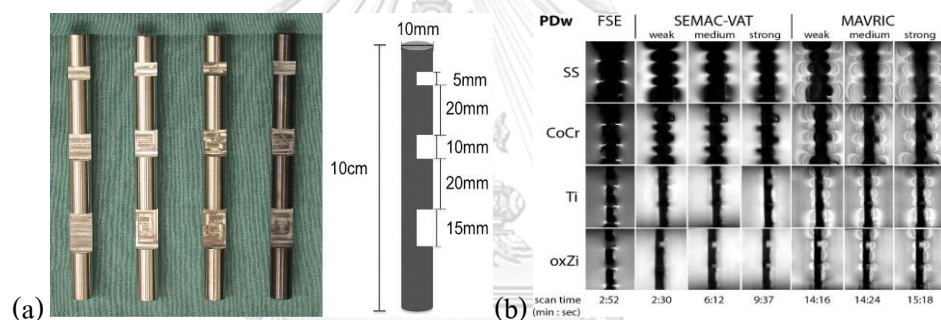 10mm
5mm
20mm
10mm
10cm
20mm
15mm
(a)
PDw FSE SEMAC-VAT MAVRIC
weak medium strong weak medium strong
SS
CoCr
Ti
oxZi
scan time 2:52 2:30 6:12 9:37 14:16 14:24 15:18
(min : sec)
(b)